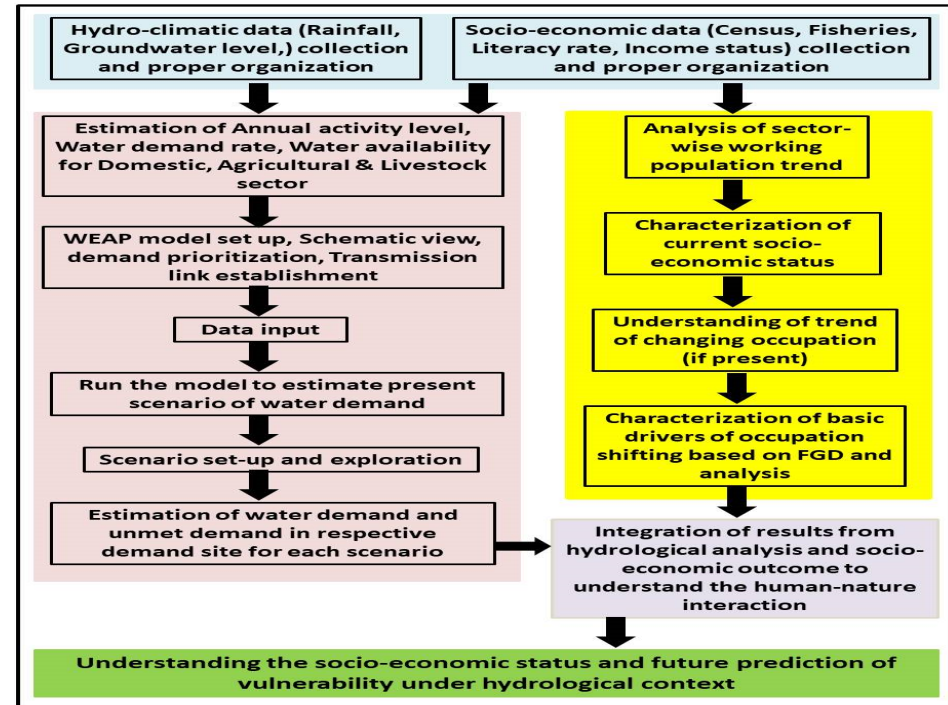 Hydro-climatic data (Rainfall,
Groundwater level,) collection
and proper organization
Socio-economic data (Census, Fisheries,
Literacy rate, Income status) collection
and proper organization
Estimation of Annual activity level,
Water demand rate, Water availability
for Domestic, Agricultural & Livestock
sector
WEAP model set up, Schematic view,
demand prioritization, Transmission
link establishment
Data input
Run the model to estimate present
scenario of water demand
Scenario set-up and exploration
Estimation of water demand and
unmet demand in respective
demand site for each scenario
Analysis of sector-
wise working
population trend
Characterization of
current socio-
economic status
Understanding of trend
of changing occupation
(if present)
Characterization of basic
drivers of occupation
shifting based on FGD and
analysis
Integration of results from
hydrological analysis and socio-
economic outcome to
understand the human-nature
interaction
Understanding the socio-economic status and future prediction of
vulnerability under hydrological context